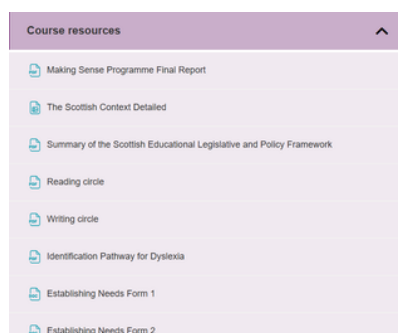 Course resources
Making Sense Programme Final Report
The Scottish Context Detailed
Summary of the Scottish Educational Legislative and Policy Framework
Reading circle
Writing circle
Identification Pathway for Dyslexia
Establishing Needs Form 1
Establishing Needs Form 2